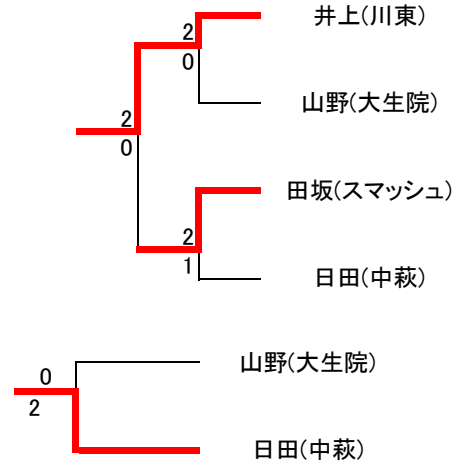 井上(川東)
2
0
山野(大生院)
2
0
田坂(スマッシュ)
2
1
日田(中萩)
山野(大生院)
0
2
日田(中萩)